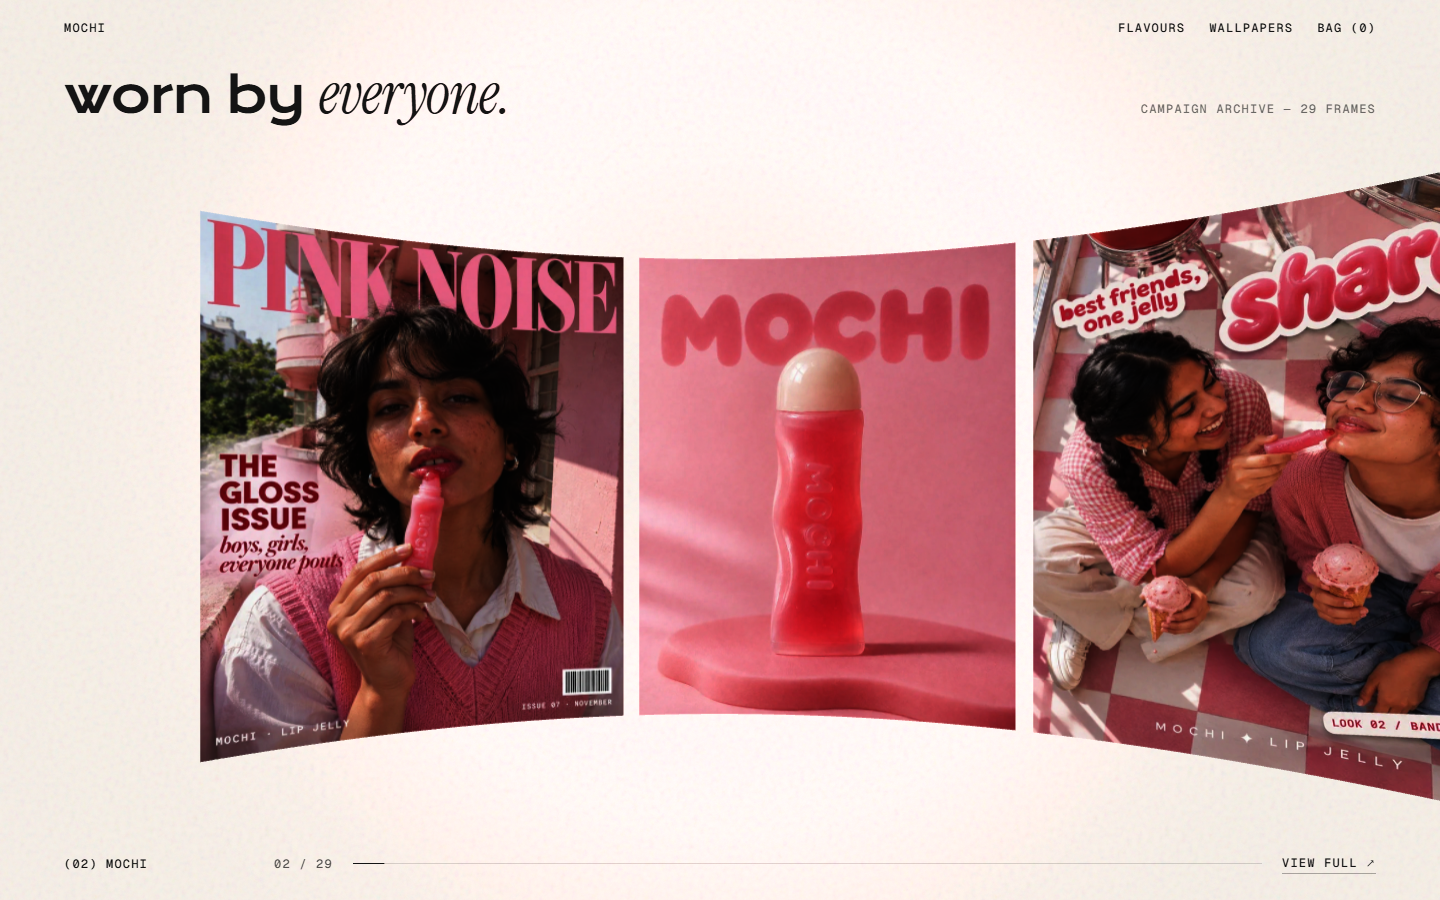 MOCHI
FLAVOURS WALLPAPERS BAG (0)
worn by everyone.
CAMPAIGN ARCHIVE — 29 FRAMES
PINK NOISE
THE
GLOSS
ISSUE
boys, girls,
everyone pouts
MOCHI
ISSUE 07 · NOVEMBER
MOCHI · LIP JELLY
MOCHI
MOCHI
best friends,
one jelly
share
LOOK 02 / BAND
MOCHI ✦ LIP JELLY
(02) MOCHI
02 / 29
VIEW FULL ↗